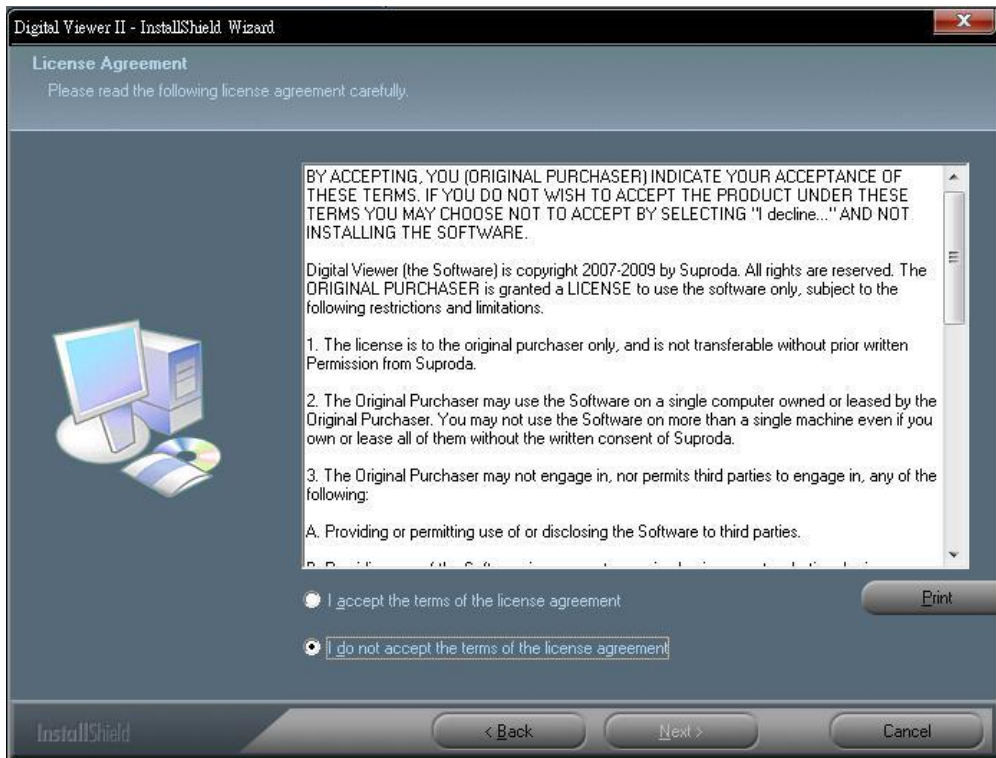 Digital Viewer II - InstallShield Wizard
License Agreement
Please read the following license agreement carefully.
BY ACCEPTING, YOU (ORIGINAL PURCHASER) INDICATE YOUR ACCEPTANCE OF
THESE TERMS. IF YOU DO NOT WISH TO ACCEPT THE PRODUCT UNDER THESE
TERMS YOU MAY CHOOSE NOT TO ACCEPT BY SELECTING "I decline..." AND NOT
INSTALLING THE SOFTWARE.
Digital Viewer (the Software) is copyright 2007-2009 by Suproda. All rights are reserved. The
ORIGINAL PURCHASER is granted a LICENSE to use the software only, subject to the
following restrictions and limitations.
1. The license is to the original purchaser only, and is not transferable without prior written
Permission from Suproda.
2. The Original Purchaser may use the Software on a single computer owned or leased by the
Original Purchaser. You may not use the Software on more than a single machine even if you
own or lease all of them without the written consent of Suproda.
3. The Original Purchaser may not engage in, nor permits third parties to engage in, any of the
following:
A. Providing or permitting use of or disclosing the Software to third parties.
I accept the terms of the license agreement
Print
I do not accept the terms of the license agreement
InstallShield
< Back
Next >
Cancel